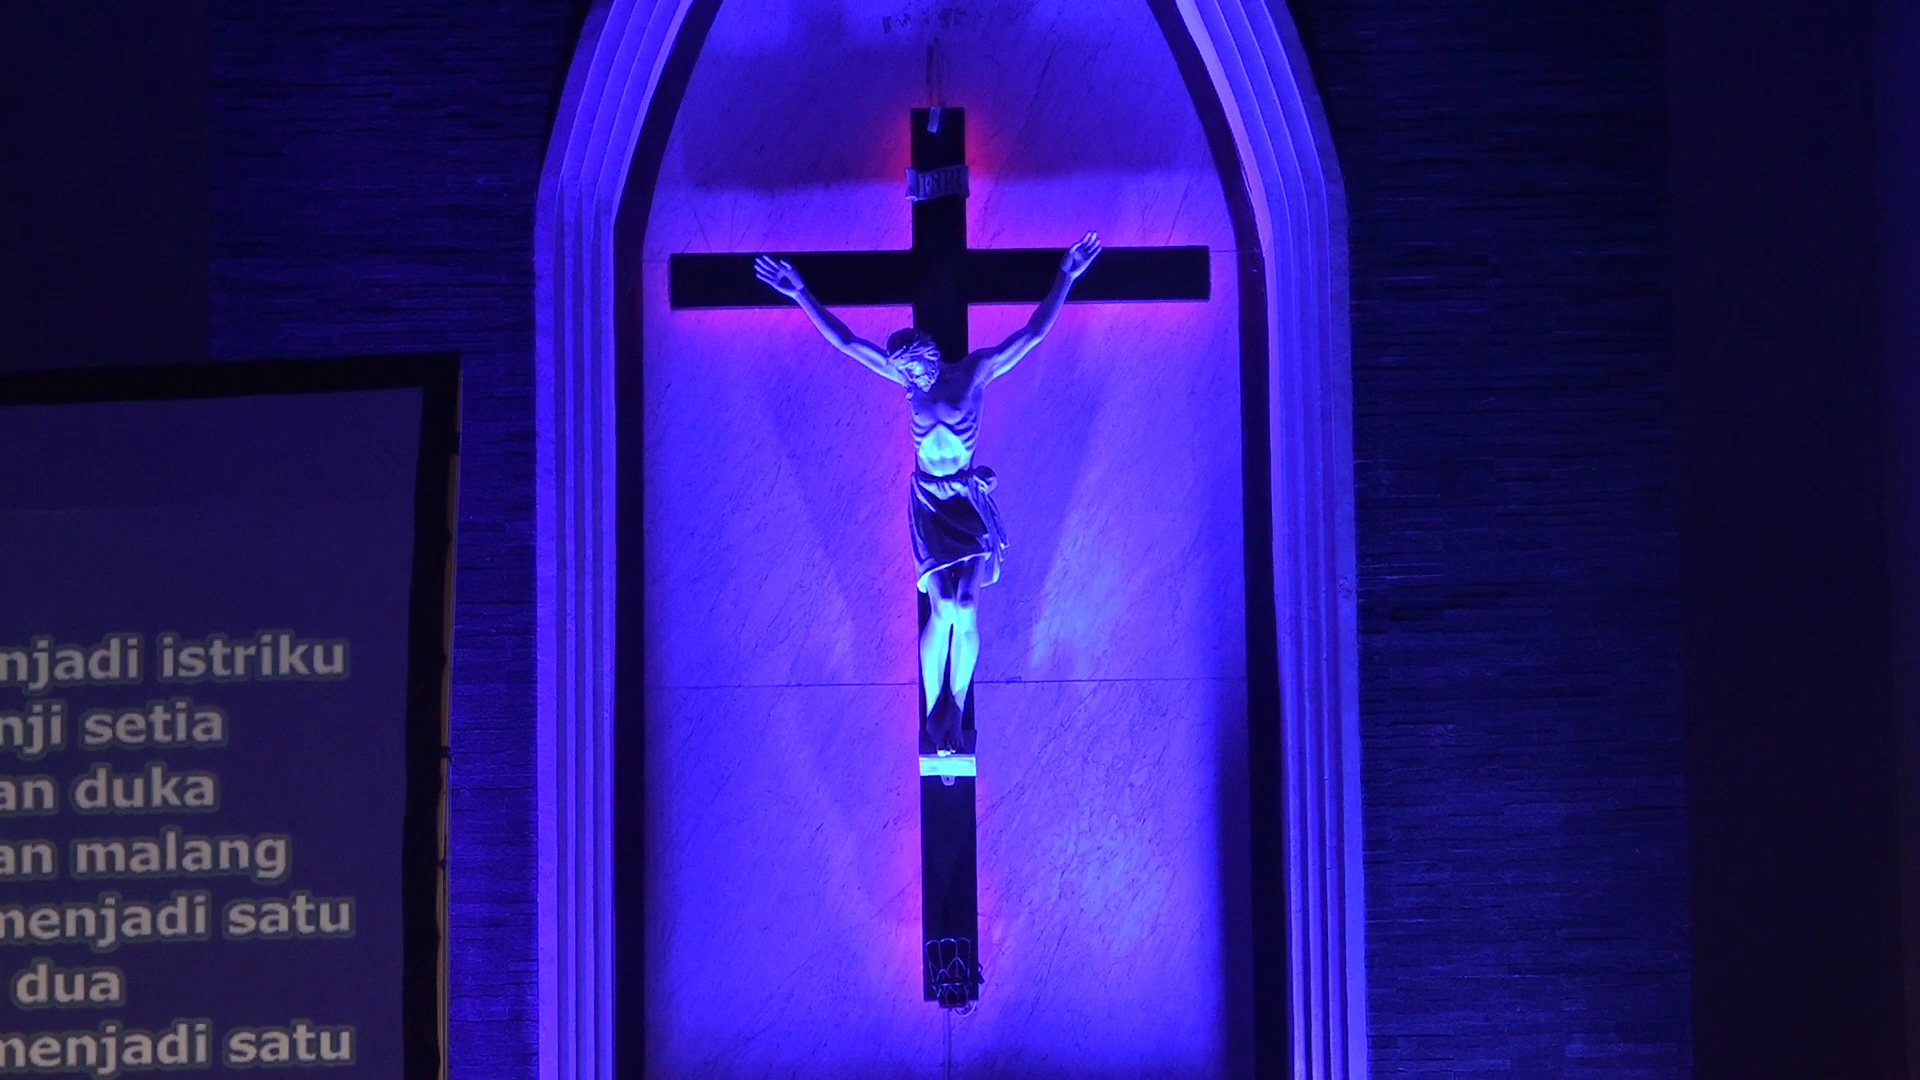 njadi istriku
nji setia
an duka
an malang
menjadi satu
dua
menjadi satu